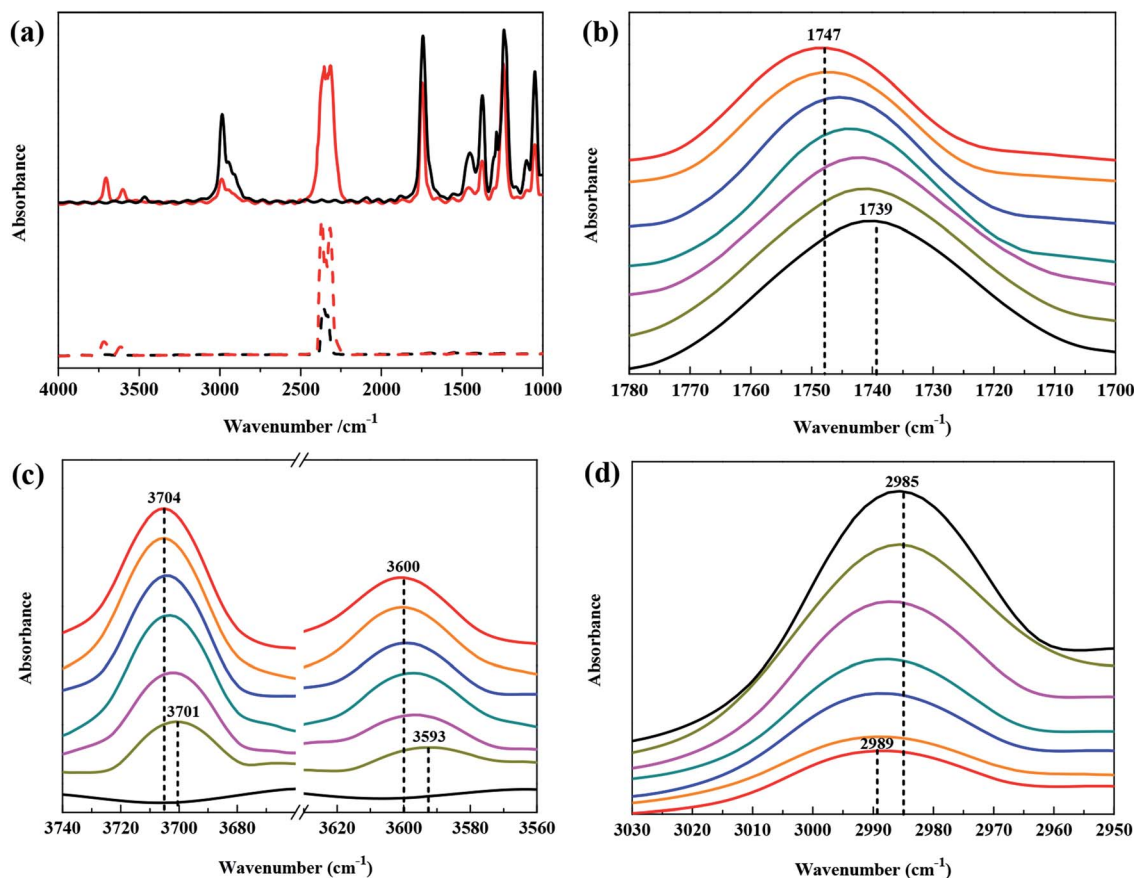 (a)
Absorbance
4000 3500 3000 2500 2000 1500 1000
Wavenumber /cm-1
(b)
1747
1739
Absorbance
1780 1770 1760 1750 1740 1730 1720 1710 1700
Wavenumber (cm-1)
(c)
3704
3701
3600
3593
Absorbance
3740 3720 3700 3680 3620 3600 3580 3560
Wavenumber (cm-1)
(d)
2985
2989
Absorbance
3030 3020 3010 3000 2990 2980 2970 2960 2950
Wavenumber (cm-1)